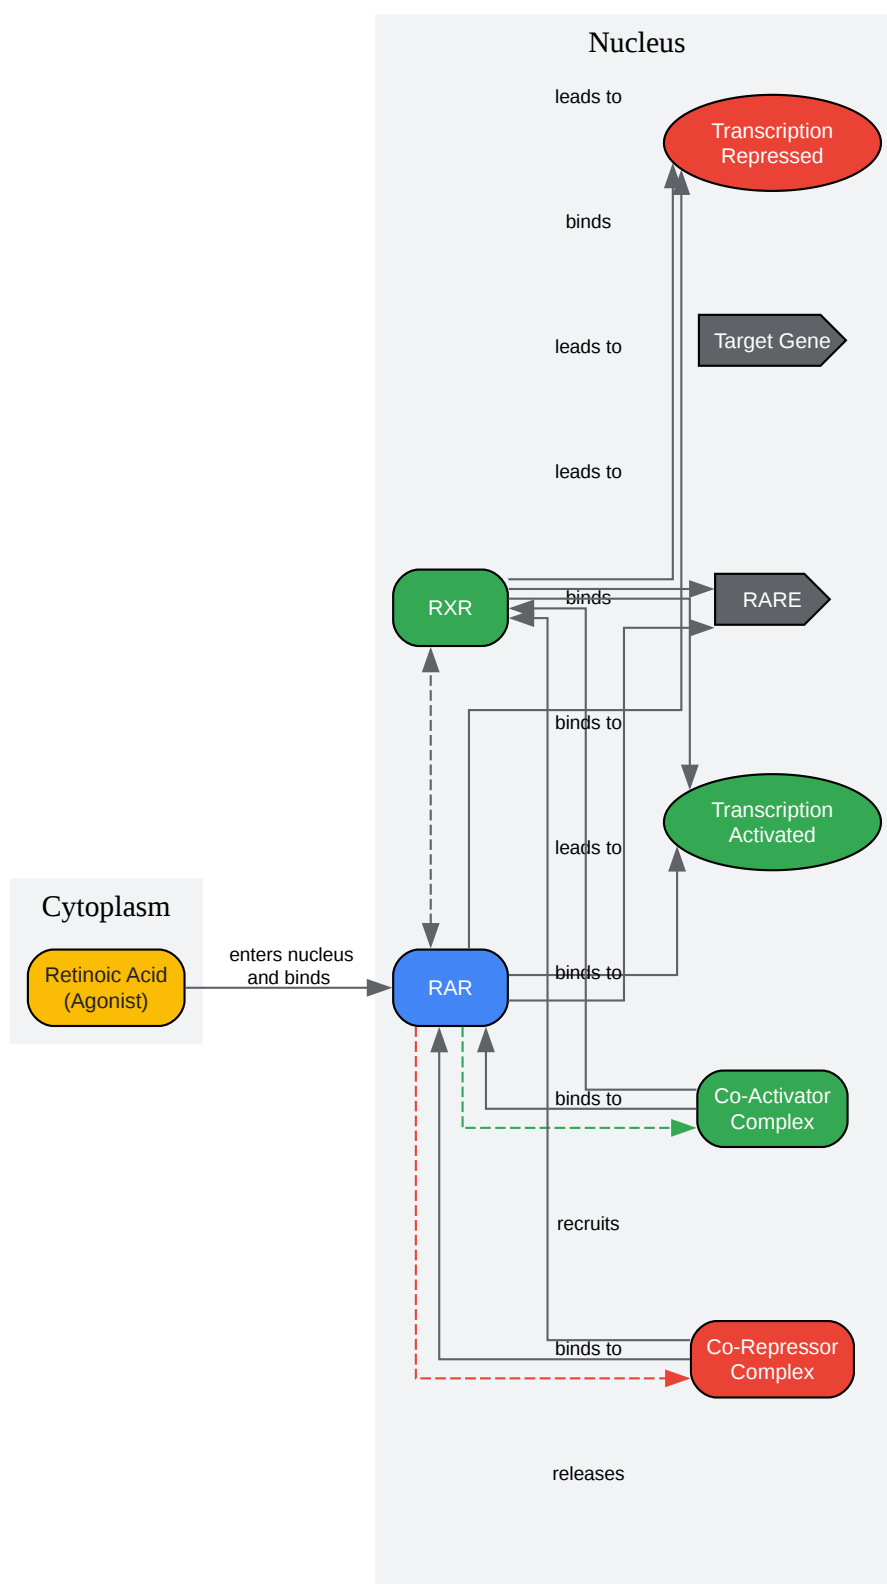 Nucleus
leads to
Transcription
Repressed
binds
Target Gene
leads to
leads to
RXR
binds
RARE
binds to
Transcription
Activated
leads to
Cytoplasm
Retinoic Acid
(Agonist)
enters nucleus
and binds
RAR
binds to
Co-Activator
Complex
binds to
recruits
Co-Repressor
Complex
binds to
releases